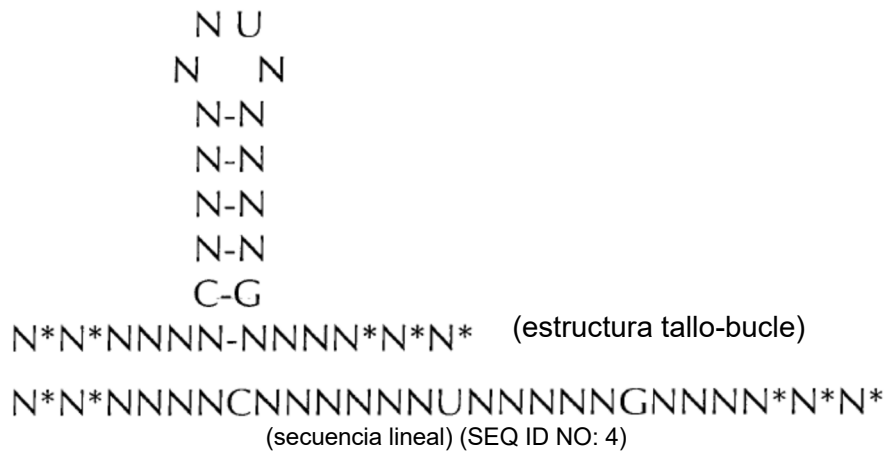 N U
N N
N-N
N-N
N-N
N-N
C-G
N*N*NNNN-NNNN*N*N* (estructura tallo-bucle)
N*N*NNNNCNNNNNNUNNNNNGNNNN*N*N*
(secuencia lineal) (SEQ ID NO: 4)